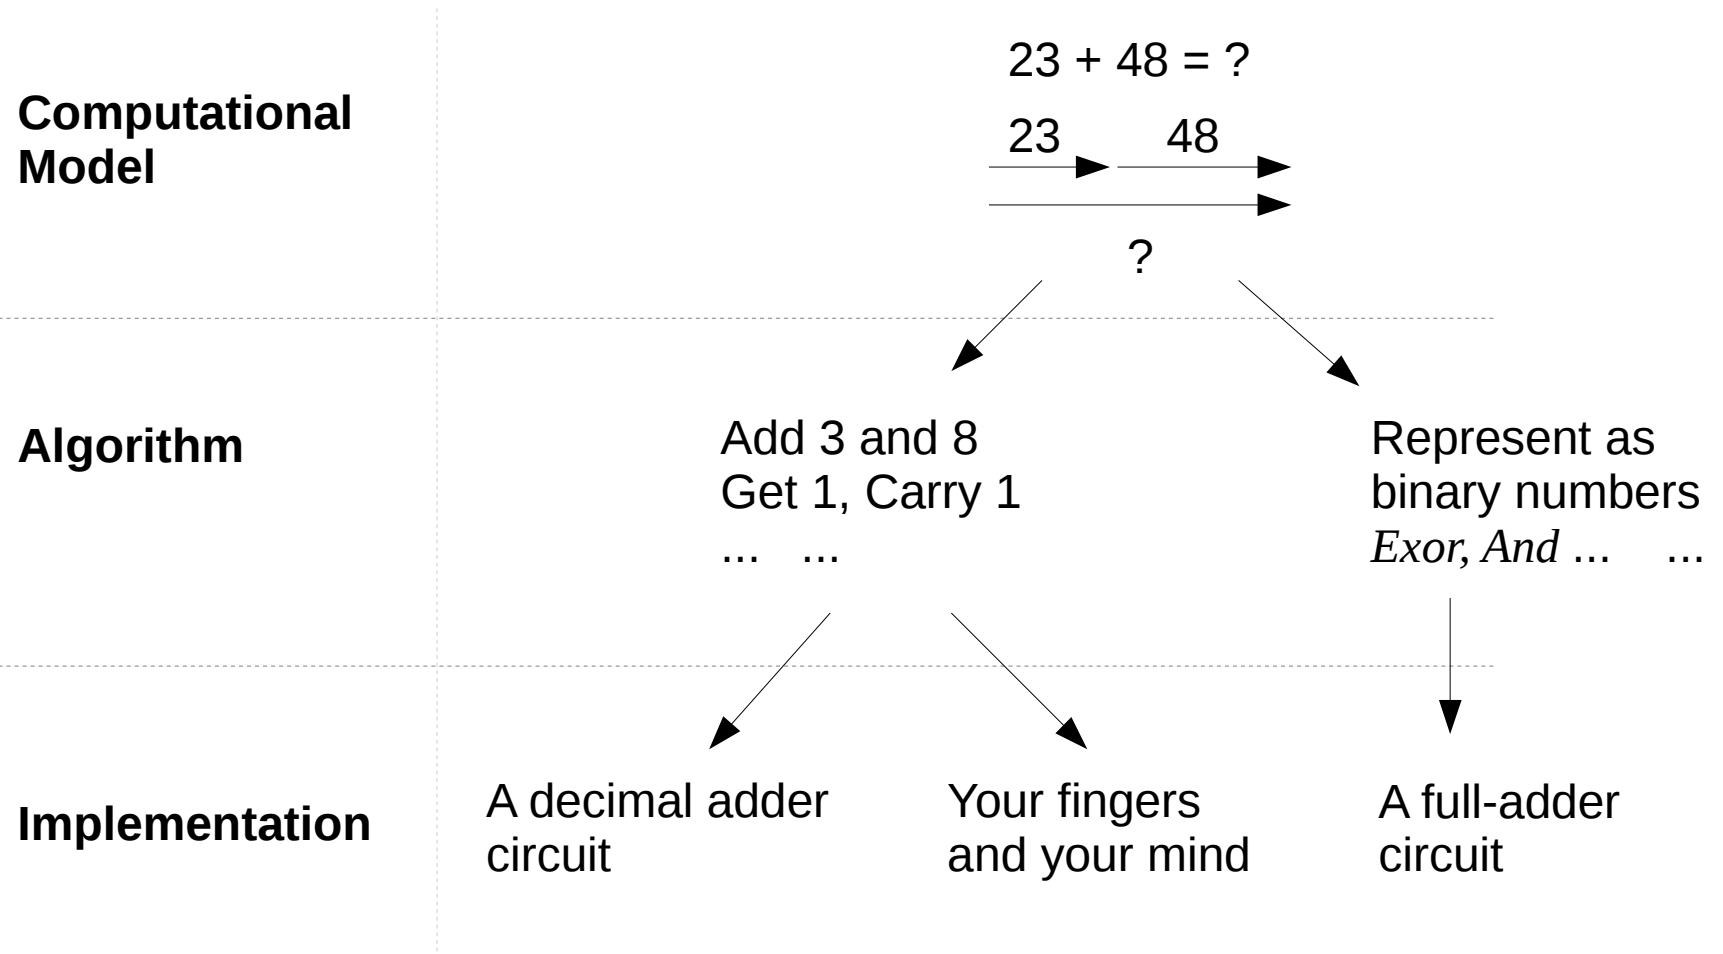 Computational
Model
23 + 48 = ?
23 48
?
Algorithm
Add 3 and 8
Get 1, Carry 1
... ...
Represent as
binary numbers
Exor, And ... ...
Implementation
A decimal adder
circuit
Your fingers
and your mind
A full-adder
circuit